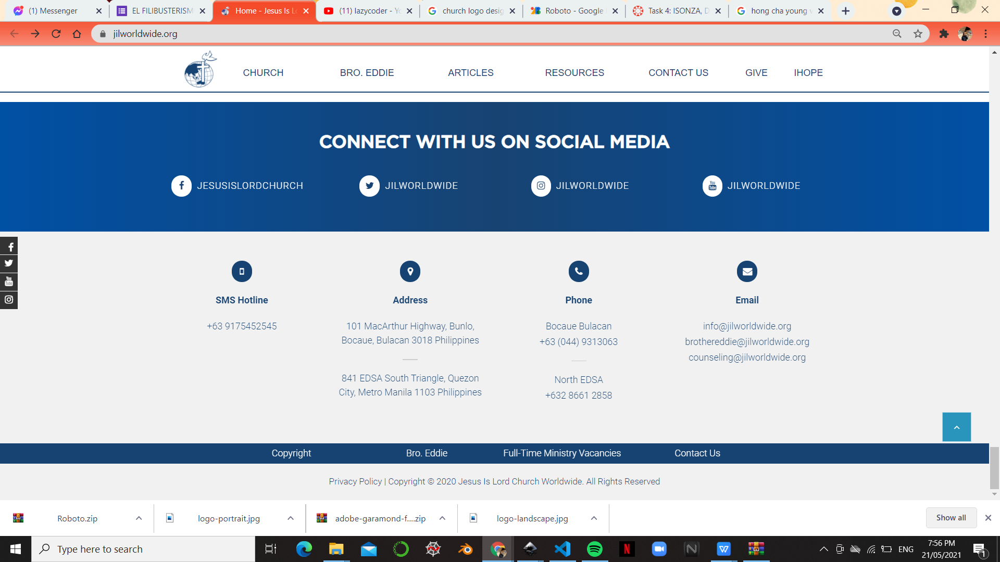 (1) Messenger
EL FILIBUSTERISM
Home - Jesus Is L
(11) lazycoder - Yo
church logo desig
Roboto - Google
Task 4: ISONZA, D
hong cha young v
jilworldwide.org
CHURCH
BRO. EDDIE
ARTICLES
RESOURCES
CONTACT US
GIVE
IHOPE
CONNECT WITH US ON SOCIAL MEDIA
JESUSISLORDCHURCH
JILWORLDWIDE
JILWORLDWIDE
You
Tube
JILWORLDWIDE
You
Tube
SMS Hotline
+63 9175452545
Address
101 MacArthur Highway, Bunlo,
Bocaue, Bulacan 3018 Philippines
841 EDSA South Triangle, Quezon
City, Metro Manila 1103 Philippines
Phone
Bocaue Bulacan
+63 (044) 9313063
North EDSA
+632 8661 2858
Email
info@jilworldwide.org
brothereddie@jilworldwide.org
counseling@jilworldwide.org
Copyright
Bro. Eddie
Full-Time Ministry Vacancies
Contact Us
Privacy Policy | Copyright © 2020 Jesus Is Lord Church Worldwide. All Rights Reserved
Roboto.zip
logo-portrait.jpg
adobe-garamond-f....zip
logo-landscape.jpg
Show all
Type here to search
ENG
7:56 PM
21/05/2021
1